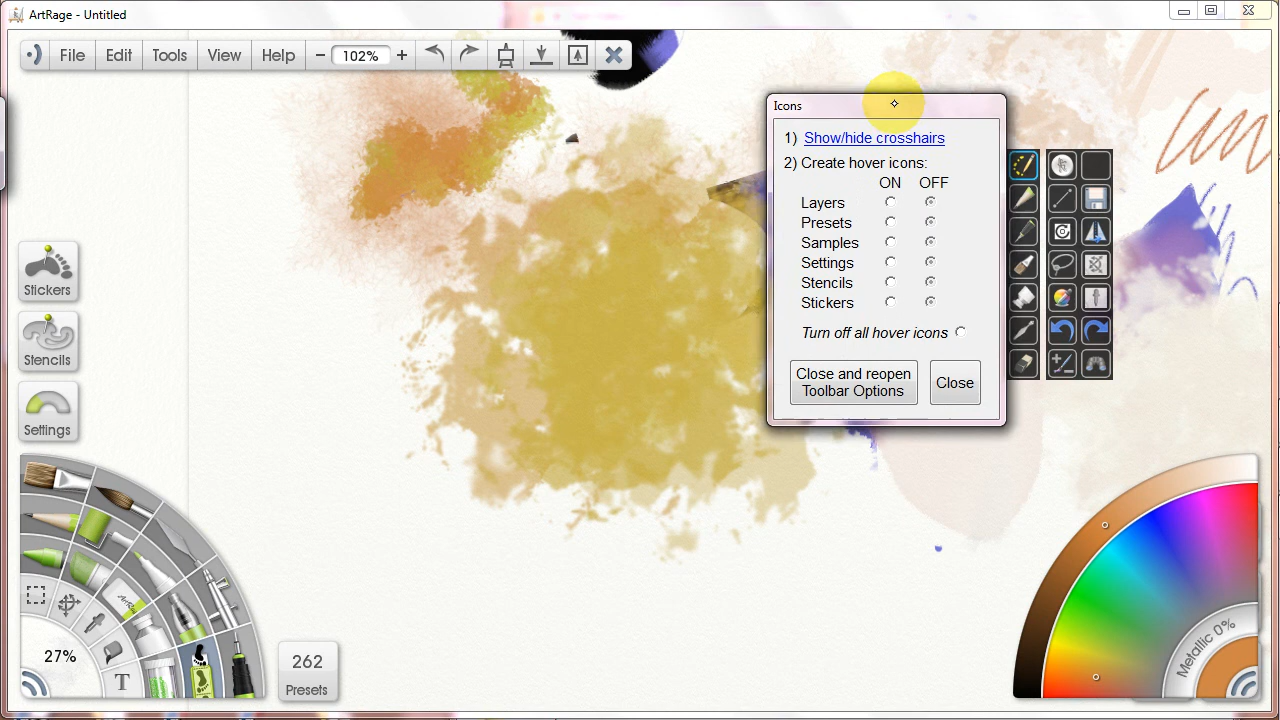 ArtRage - Untitled
File Edit Tools View Help − 102% +
Icons
1) Show/hide crosshairs
2) Create hover icons:
ON OFF
Layers
Presets
Samples
Settings
Stencils
Stickers
Turn off all hover icons
Close and reopen
Toolbar Options
Close
Stickers
Stencils
Settings
ArtRage
27%
T
262
Presets
Metallic 0%